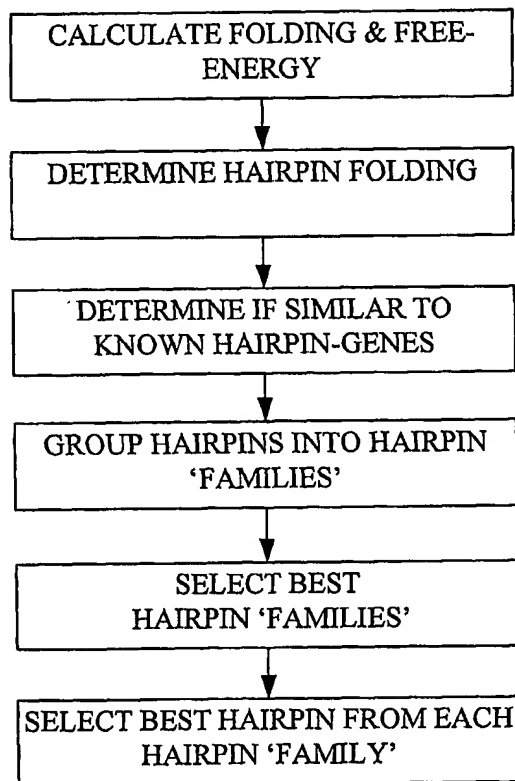 CALCULATE FOLDING & FREE-
ENERGY
DETERMINE HAIRPIN FOLDING
DETERMINE IF SIMILAR TO
KNOWN HAIRPIN-GENES
GROUP HAIRPINS INTO HAIRPIN
‘FAMILIES’
SELECT BEST
HAIRPIN ‘FAMILIES’
SELECT BEST HAIRPIN FROM EACH
HAIRPIN ‘FAMILY’